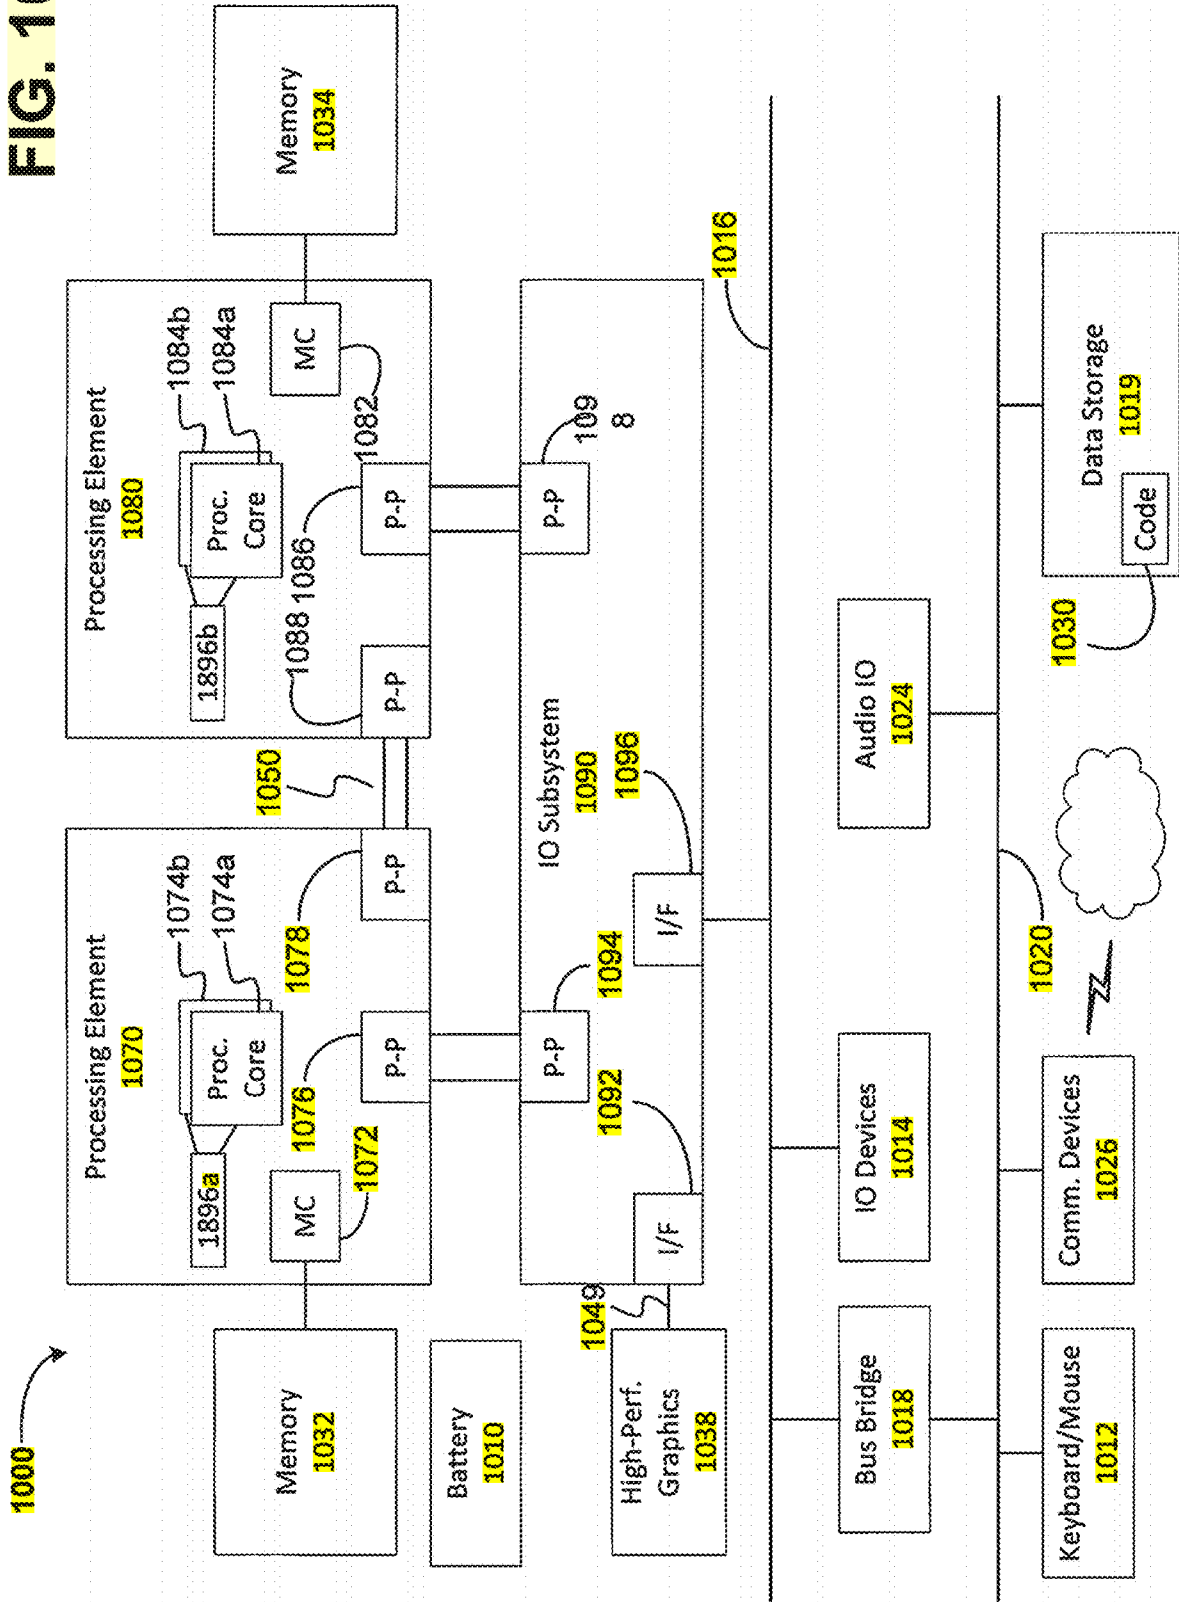 FIG. 10
1000
Memory
1032
Processing Element
1070
1896a
Proc.
Core
1074b
1074a
MC
1072
1076
P-P
1078
P-P
1050
Processing Element
1080
1896b
Proc.
Core
1084b
1084a
1088
P-P
1086
P-P
1082
MC
Memory
1034
Battery
1010
High-Perf.
Graphics
1038
1049
IO Subsystem
1090
I/F
1092
P-P
1094
I/F
1096
P-P
109
8
1016
Bus Bridge
1018
IO Devices
1014
Audio IO
1024
1020
Keyboard/Mouse
1012
Comm. Devices
1026
1030
Data Storage
1019
Code